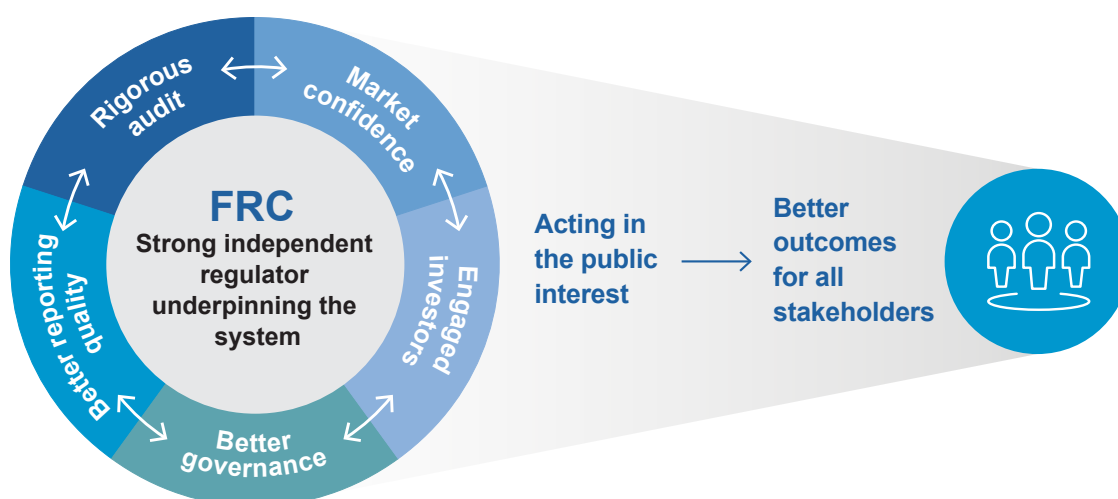 Rigorous
audit
Market
confidence
Engaged
investors
Better
governance
Better reporting
quality
FRC
Strong independent
regulator
underpinning the
system
Acting in
the public
interest
Better
outcomes
for all
stakeholders